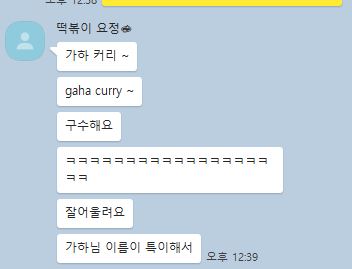 오후 12:38
떡볶이 요정
가하 커리 ~
gaha curry ~
구수해요
ㅋㅋㅋㅋㅋㅋㅋㅋㅋㅋㅋㅋㅋㅋㅋㅋㅋ
ㅋㅋ
잘어울려요
가하님 이름이 특이해서
오후 12:39